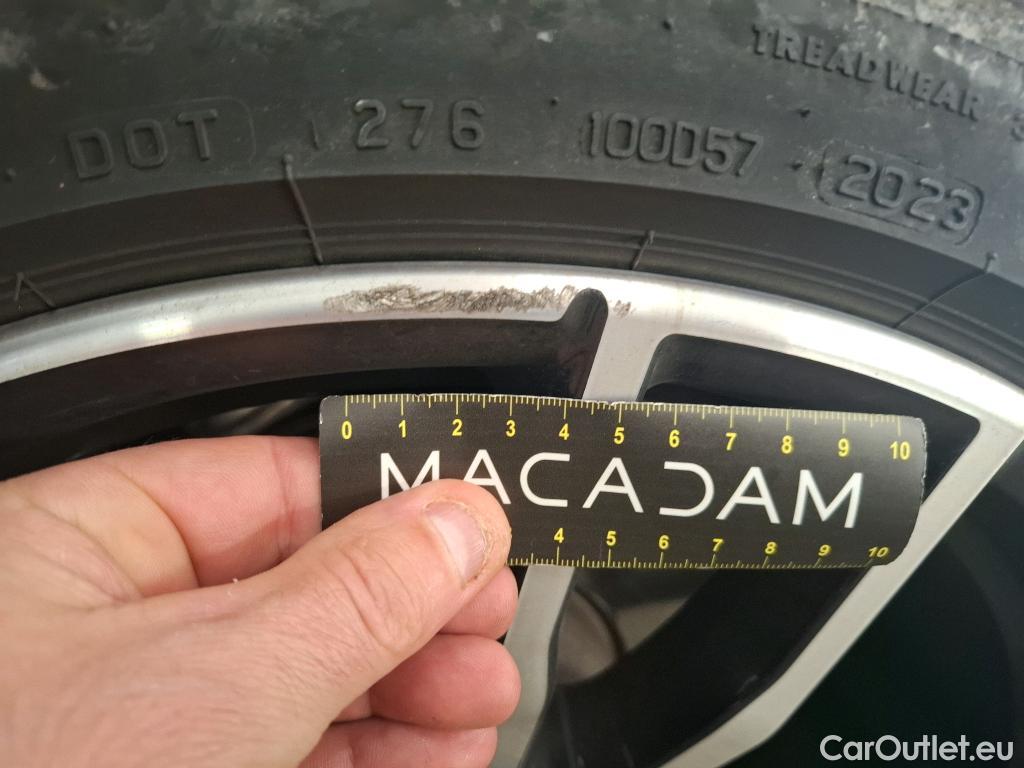 TREADWEAR
DOT 276 100D57 2023
0 1 2 3 4 5 6 7 8 9 10
MACADAM
4 5 6 7 8 9 10
CarOutlet.eu